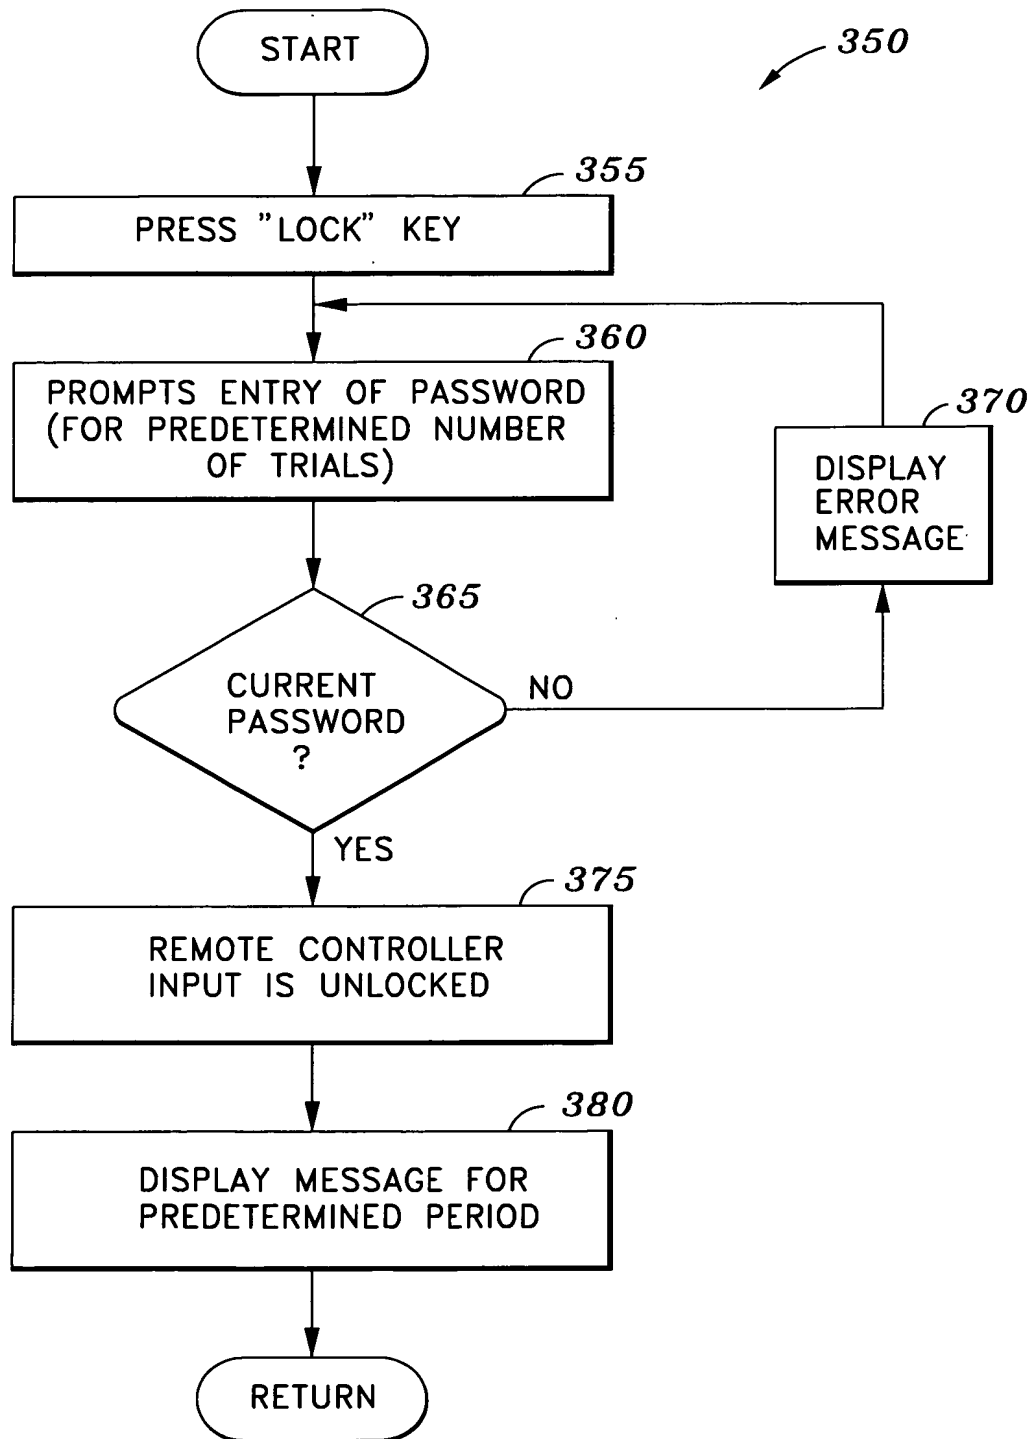 START
350
355
PRESS "LOCK" KEY
360
PROMPTS ENTRY OF PASSWORD
(FOR PREDETERMINED NUMBER
OF TRIALS)
370
DISPLAY
ERROR
MESSAGE
365
CURRENT
PASSWORD
?
NO
YES
375
REMOTE CONTROLLER
INPUT IS UNLOCKED
380
DISPLAY MESSAGE FOR
PREDETERMINED PERIOD
RETURN